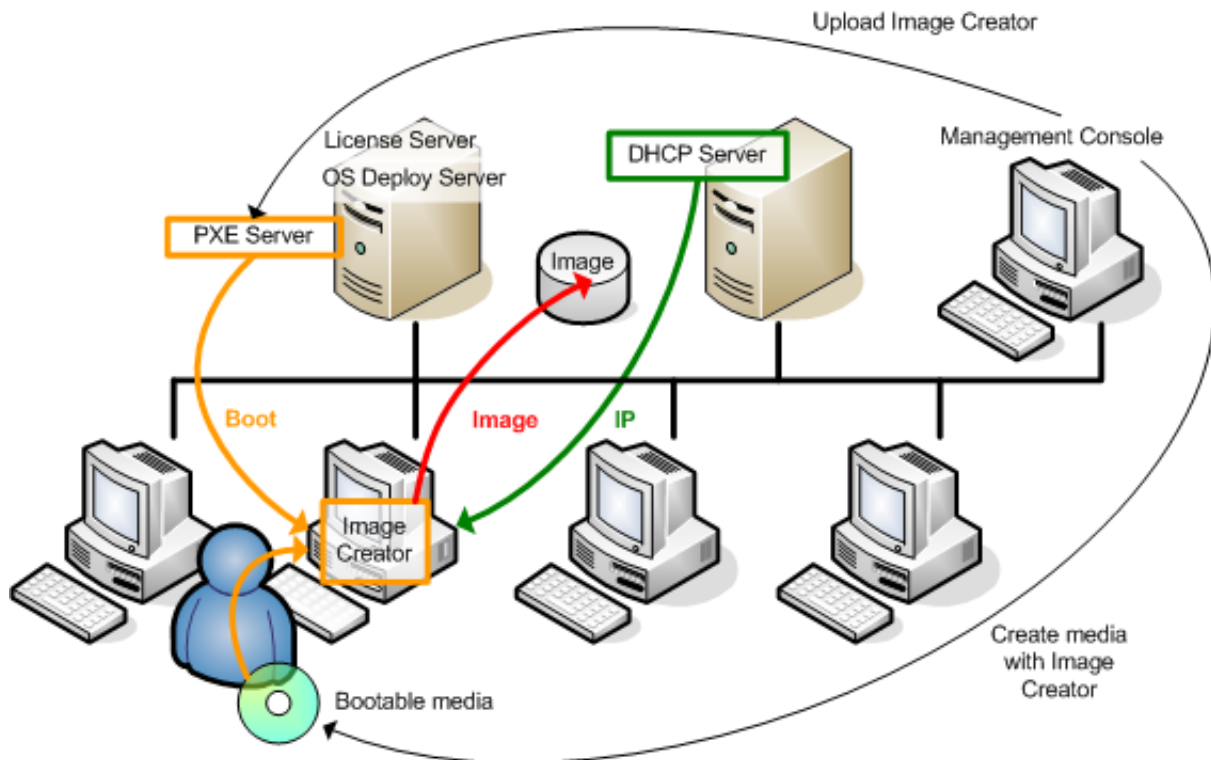 Upload Image Creator
License Server
OS Deploy Server
DHCP Server
Management Console
PXE Server
Image
Boot
Image
IP
Image
Creator
Bootable media
Create media
with Image
Creator